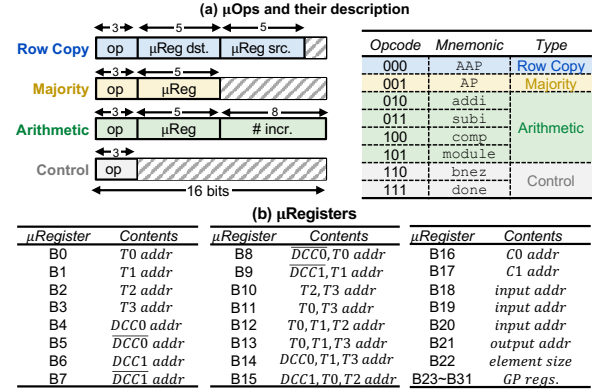 (a) μOps and their description
3 5 5
Row Copy op μReg dst. μReg src.
3 5
Majority op μReg
3 5 8
Arithmetic op μReg # incr.
3
Control op
16 bits
Opcode Mnemonic Type
000 AAP Row Copy
001 AP Majority
010 addi
011 subi
Arithmetic
100 comp
101 module
110 bnez
Control
111 done
(b) μRegisters
μRegister Contents
B0 T0 addr
B1 T1 addr
B2 T2 addr
B3 T3 addr
B4 DCC0 addr
B5 D̅C̅C̅0̅ addr
B6 DCC1 addr
B7 D̅C̅C̅1̅ addr
μRegister Contents
B8 D̅C̅C̅0̅, T0 addr
B9 D̅C̅C̅1̅, T1 addr
B10 T2, T3 addr
B11 T0, T3 addr
B12 T0, T1, T2 addr
B13 T0, T1, T3 addr
B14 DCC0, T1, T3 addr
B15 DCC1, T0, T2 addr
μRegister Contents
B16 C0 addr
B17 C1 addr
B18 input addr
B19 input addr
B20 input addr
B21 output addr
B22 element size
B23~B31 GP regs.